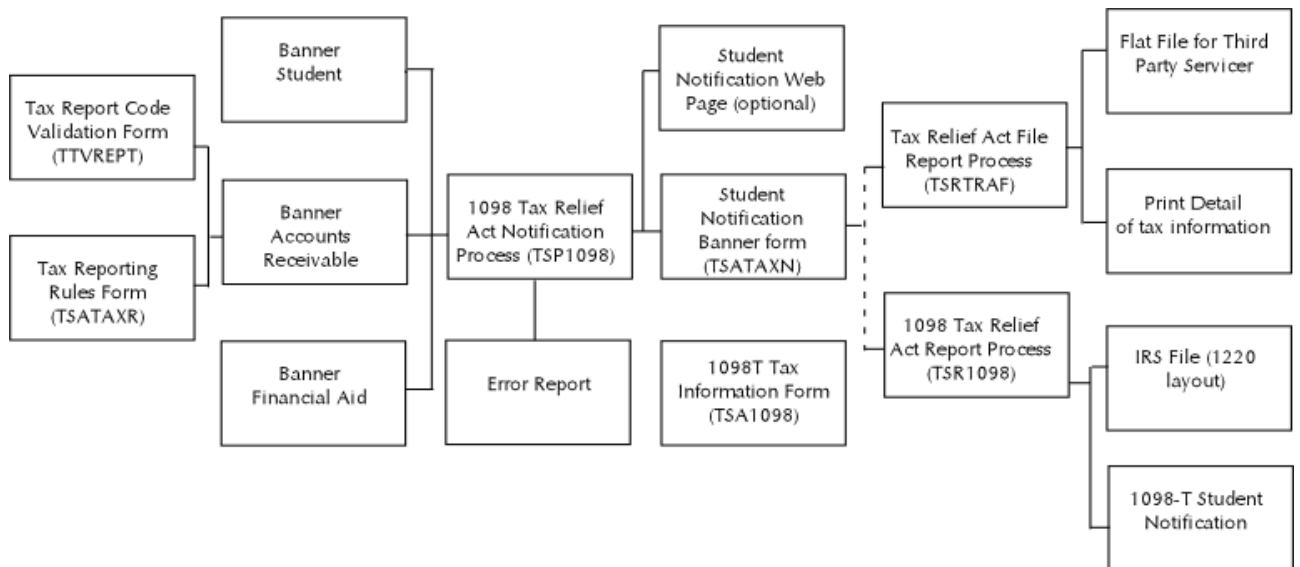 Tax Report Code
Validation Form
(TTVREPT)
Tax Reporting
Rules Form
(TSATAXR)
Banner
Student
Banner
Accounts
Receivable
Banner
Financial Aid
1098 Tax Relief
Act Notification
Process (TSP1098)
Error Report
Student
Notification Web
Page (optional)
Student
Notification
Banner form
(TSATAXN)
1098T Tax
Information Form
(TSA1098)
Tax Relief Act File
Report Process
(TSRTRAF)
1098 Tax Relief
Act Report Process
(TSR1098)
Flat File for Third
Party Servicer
Print Detail
of tax information
IRS File (1220
layout)
1098-T Student
Notification